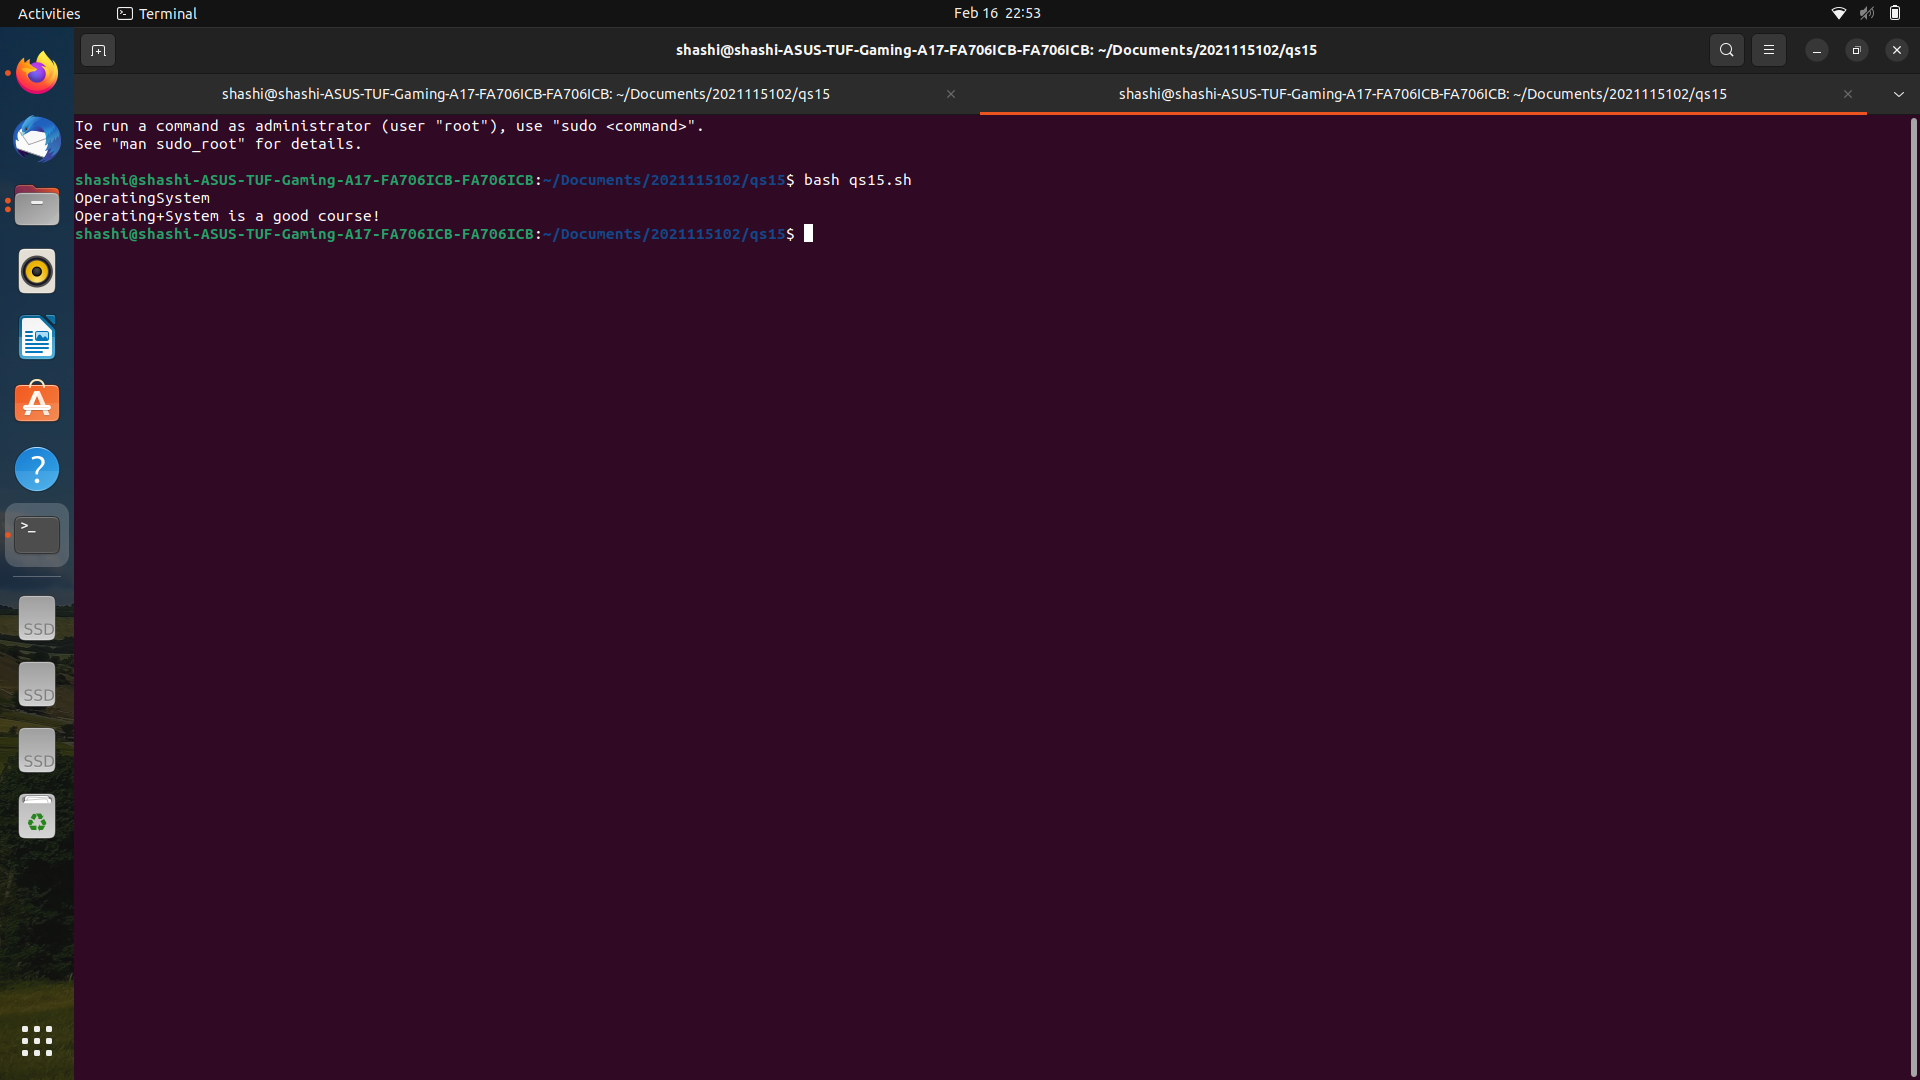 Activities Terminal Feb 16 22:53
shashi@shashi-ASUS-TUF-Gaming-A17-FA706ICB-FA706ICB: ~/Documents/2021115102/qs15
shashi@shashi-ASUS-TUF-Gaming-A17-FA706ICB-FA706ICB: ~/Documents/2021115102/qs15 shashi@shashi-ASUS-TUF-Gaming-A17-FA706ICB-FA706ICB: ~/Documents/2021115102/qs15
To run a command as administrator (user "root"), use "sudo <command>".
See "man sudo_root" for details.
shashi@shashi-ASUS-TUF-Gaming-A17-FA706ICB-FA706ICB:~/Documents/2021115102/qs15$ bash qs15.sh
OperatingSystem
Operating+System is a good course!
shashi@shashi-ASUS-TUF-Gaming-A17-FA706ICB-FA706ICB:~/Documents/2021115102/qs15$
SSD
SSD
SSD